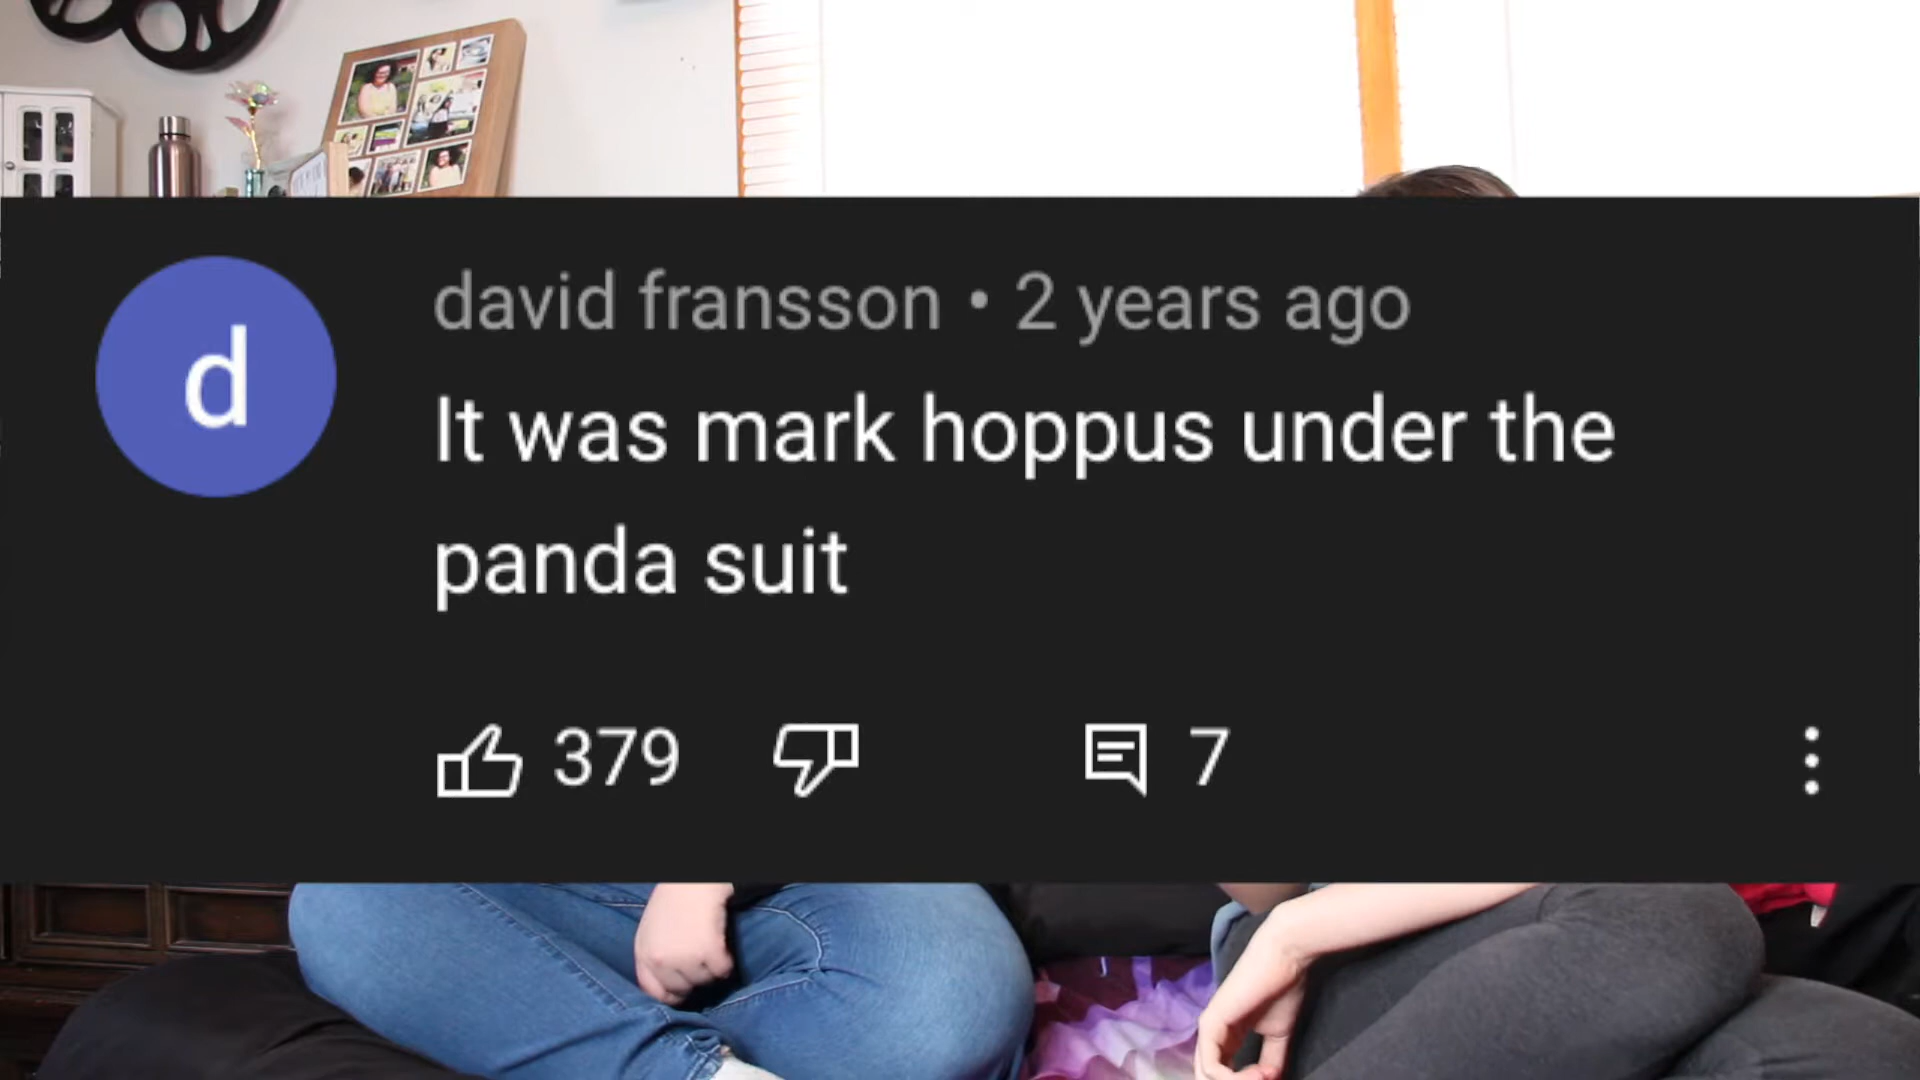 d
david fransson • 2 years ago
It was mark hoppus under the
panda suit
379 7